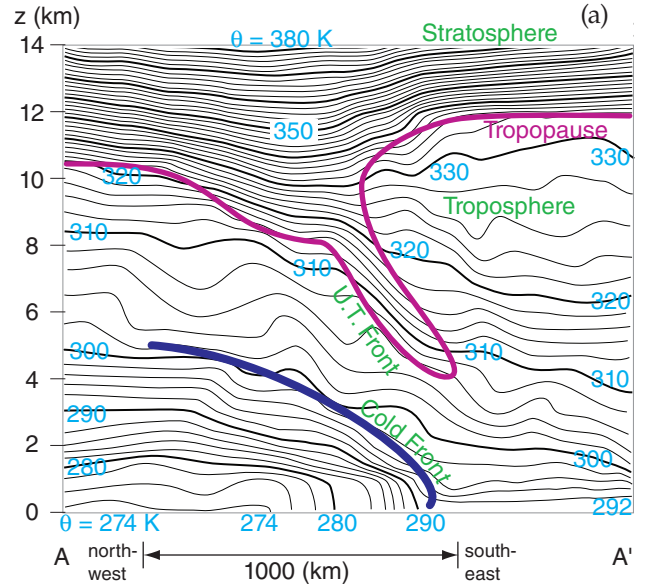 z (km)
(a)
Stratosphere
14
θ = 380 K
12
350
Tropopause
330
330
10
320
Troposphere
310
320
8
310
U.T. Front
320
6
310
300
310
4
Cold Front
290
2
300
280
292
0
θ = 274 K
274
280
290
A
north-
west
1000 (km)
south-
east
A'